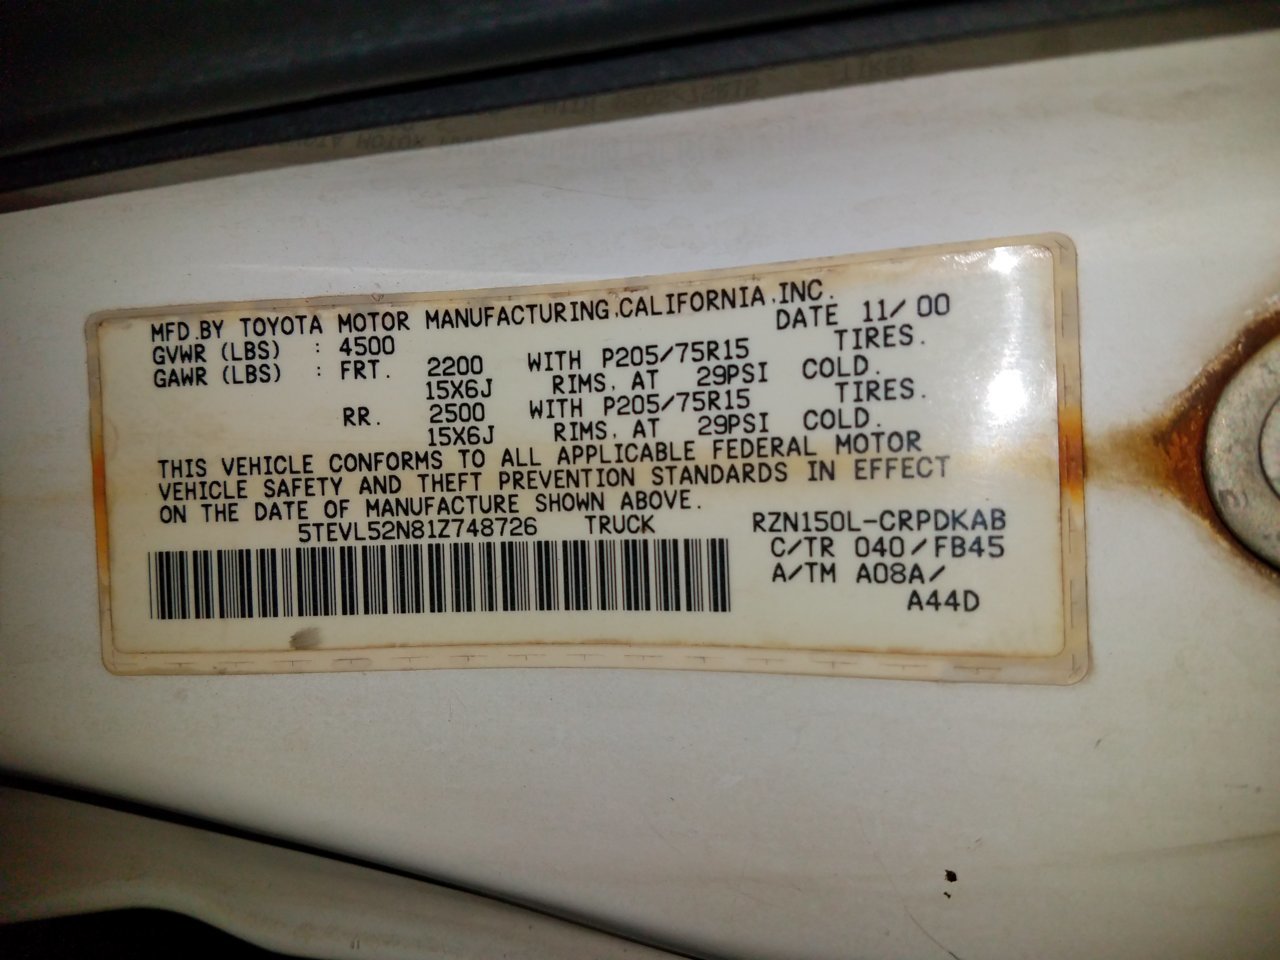 MFD.BY TOYOTA MOTOR MANUFACTURING,CALIFORNIA,INC.
DATE 11/00
GVWR (LBS) : 4500
GAWR (LBS) : FRT. 2200 WITH P205/75R15 TIRES.
15X6J RIMS, AT 29PSI COLD.
RR. 2500 WITH P205/75R15 TIRES.
15X6J RIMS, AT 29PSI COLD.
THIS VEHICLE CONFORMS TO ALL APPLICABLE FEDERAL MOTOR
VEHICLE SAFETY AND THEFT PREVENTION STANDARDS IN EFFECT
ON THE DATE OF MANUFACTURE SHOWN ABOVE.
5TEVL52N81Z748726 TRUCK RZN150L-CRPDKAB
C/TR 040/FB45
A/TM A08A/
A44D